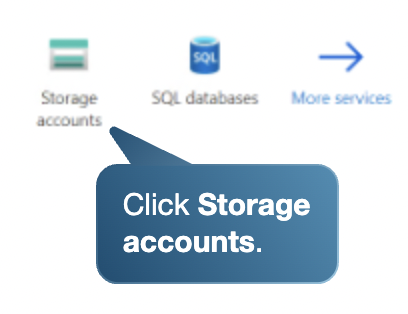 SQL
Storage
accounts
SQL databases
More services
Click Storage
accounts.